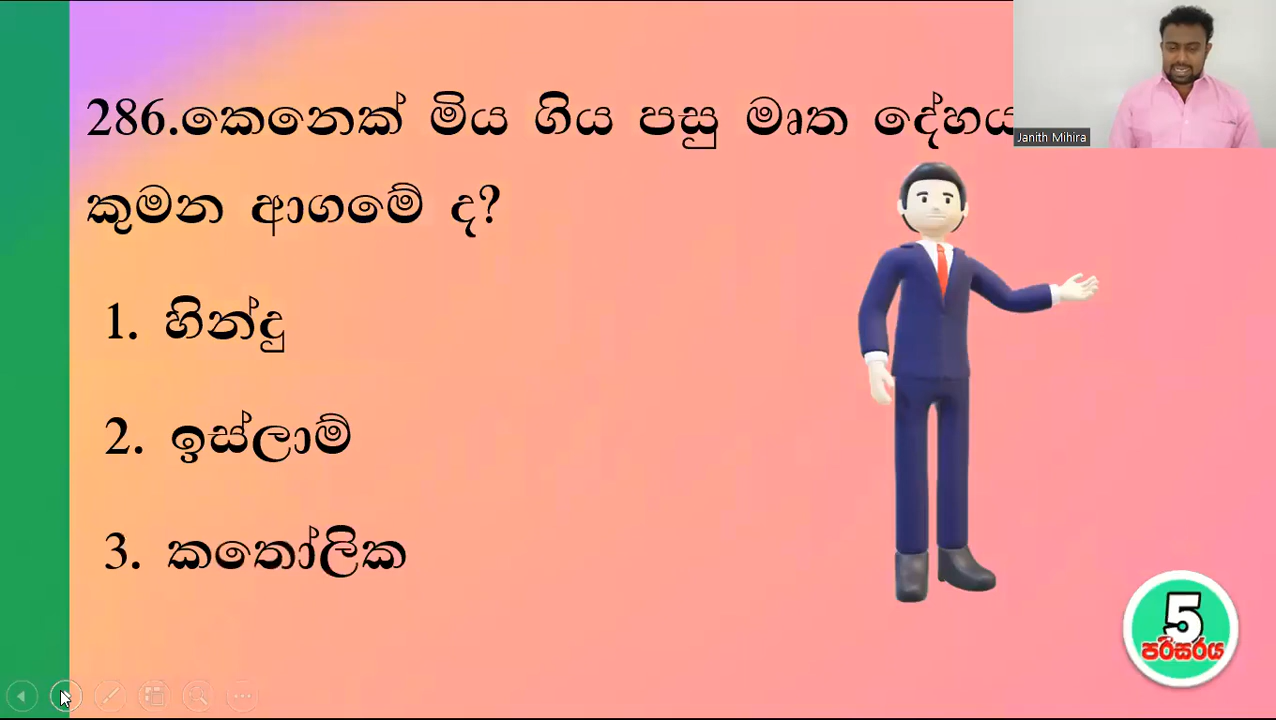 286.කෙනෙක් මිය ගිය පසු මෘත දේහය
Janith Mihira
කුමන ආගමේ ද?
1. හින්දු
2. ඉස්ලාම්
3. කතෝලික
5
පරිසරය